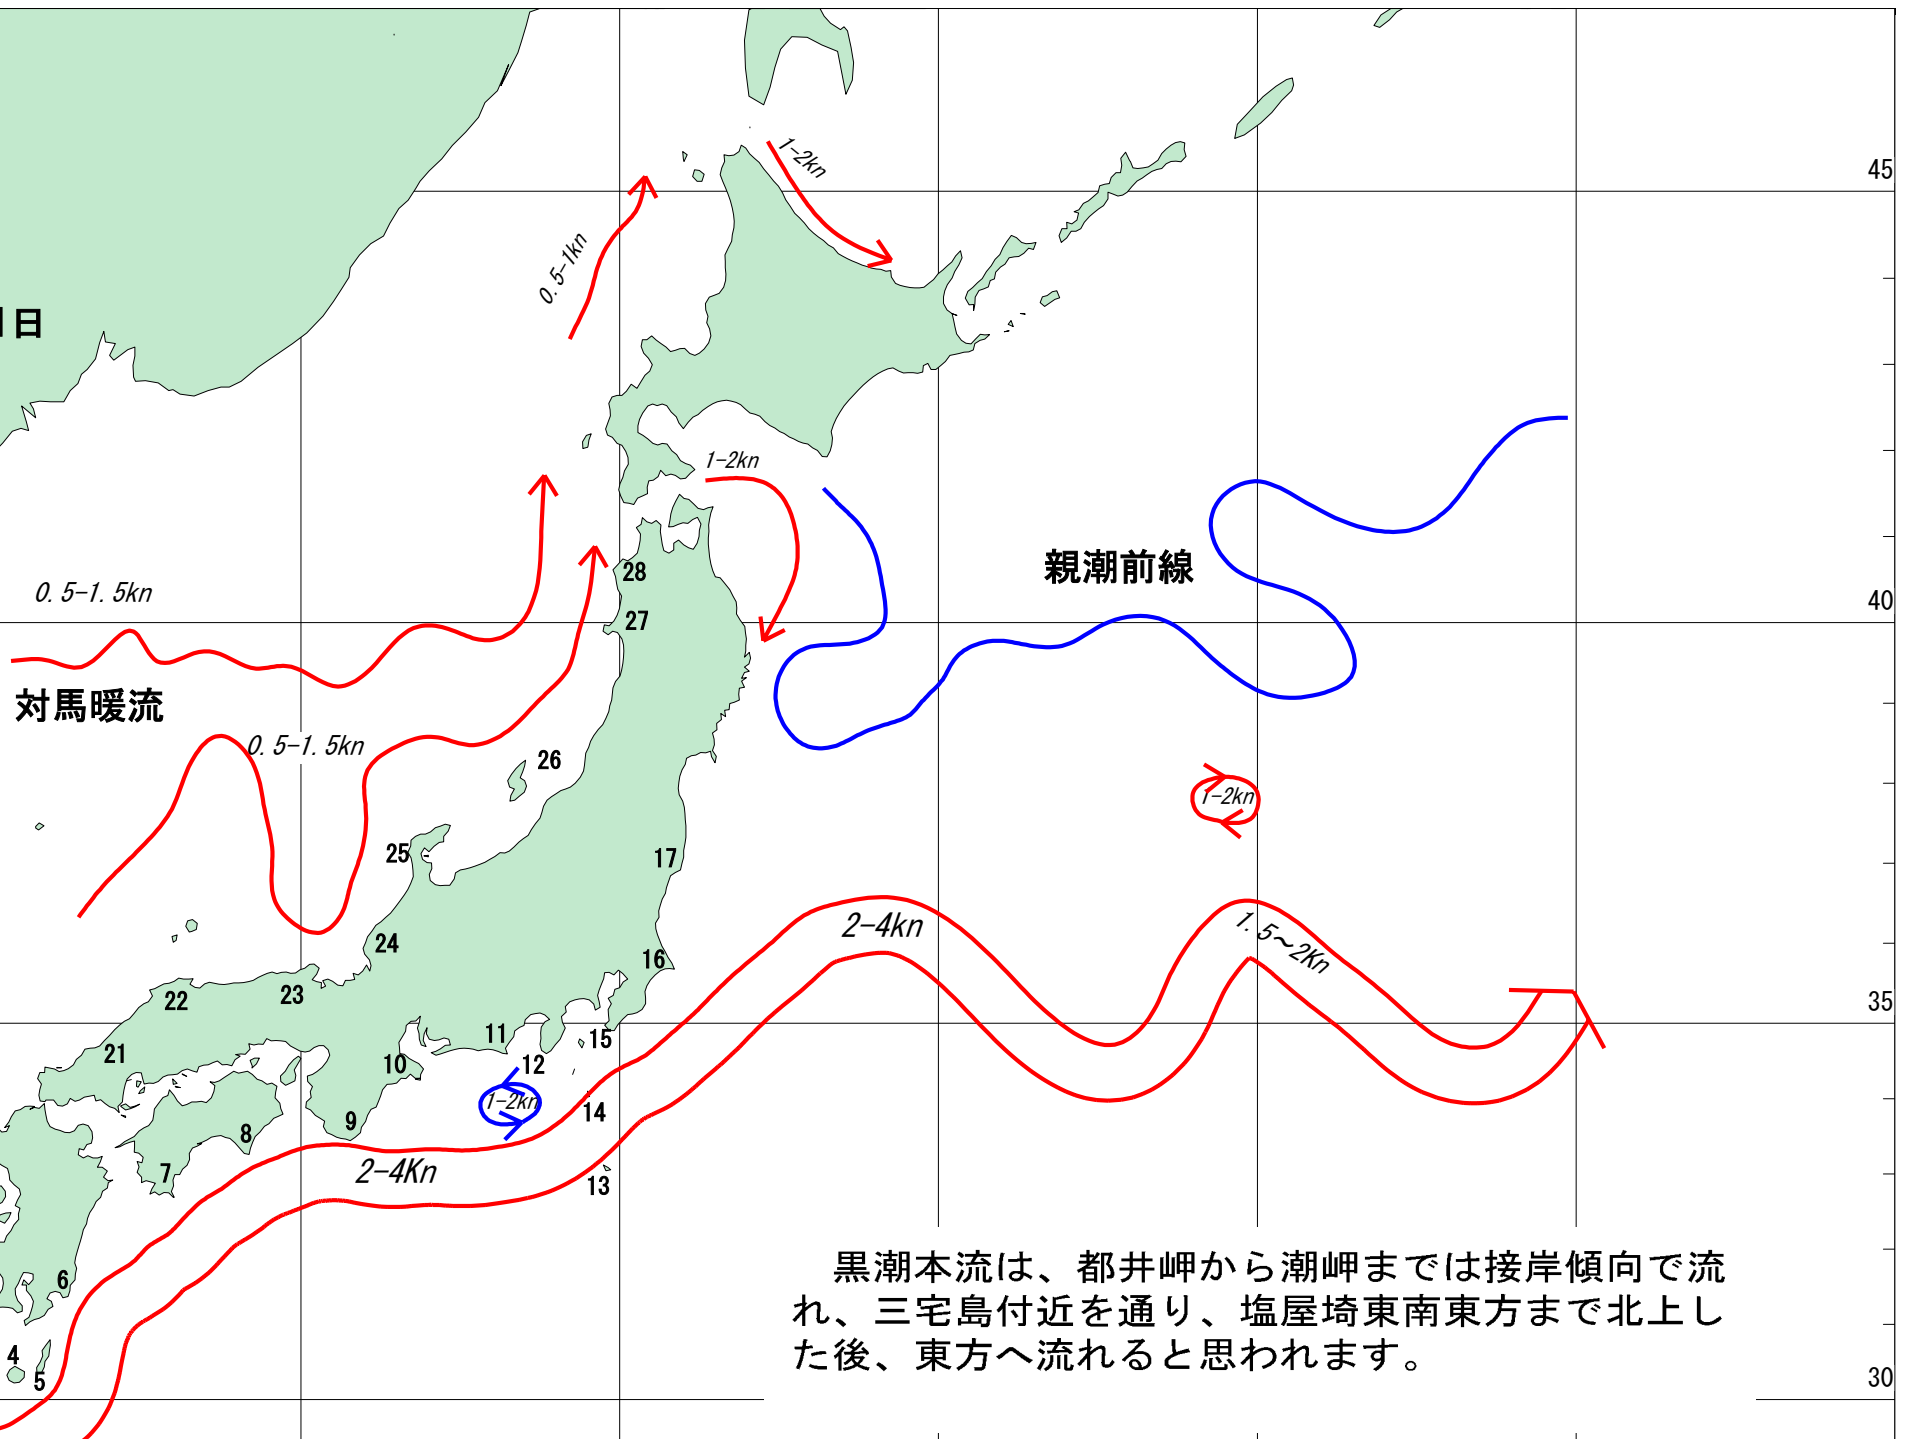 1-2kn
45
0.5-1kn
日
1-2kn
親潮前線
28
0.5-1.5kn
40
27
対馬暖流
0.5-1.5kn
26
1-2kn
25
17
2-4kn
1.5~2Kn
24
16
22
23
35
11
15
21
10
12
1-2kn
14
9
8
2-4Kn
7
13
黒潮本流は、都井岬から潮岬までは接岸傾向で流
れ、三宅島付近を通り、塩屋埼東南東方まで北上し
た後、東方へ流れると思われます。
6
4
5
30